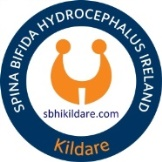 SPINA BIFIDA HYDROCEPHALUS IRELAND
sbhikildare.com
Kildare